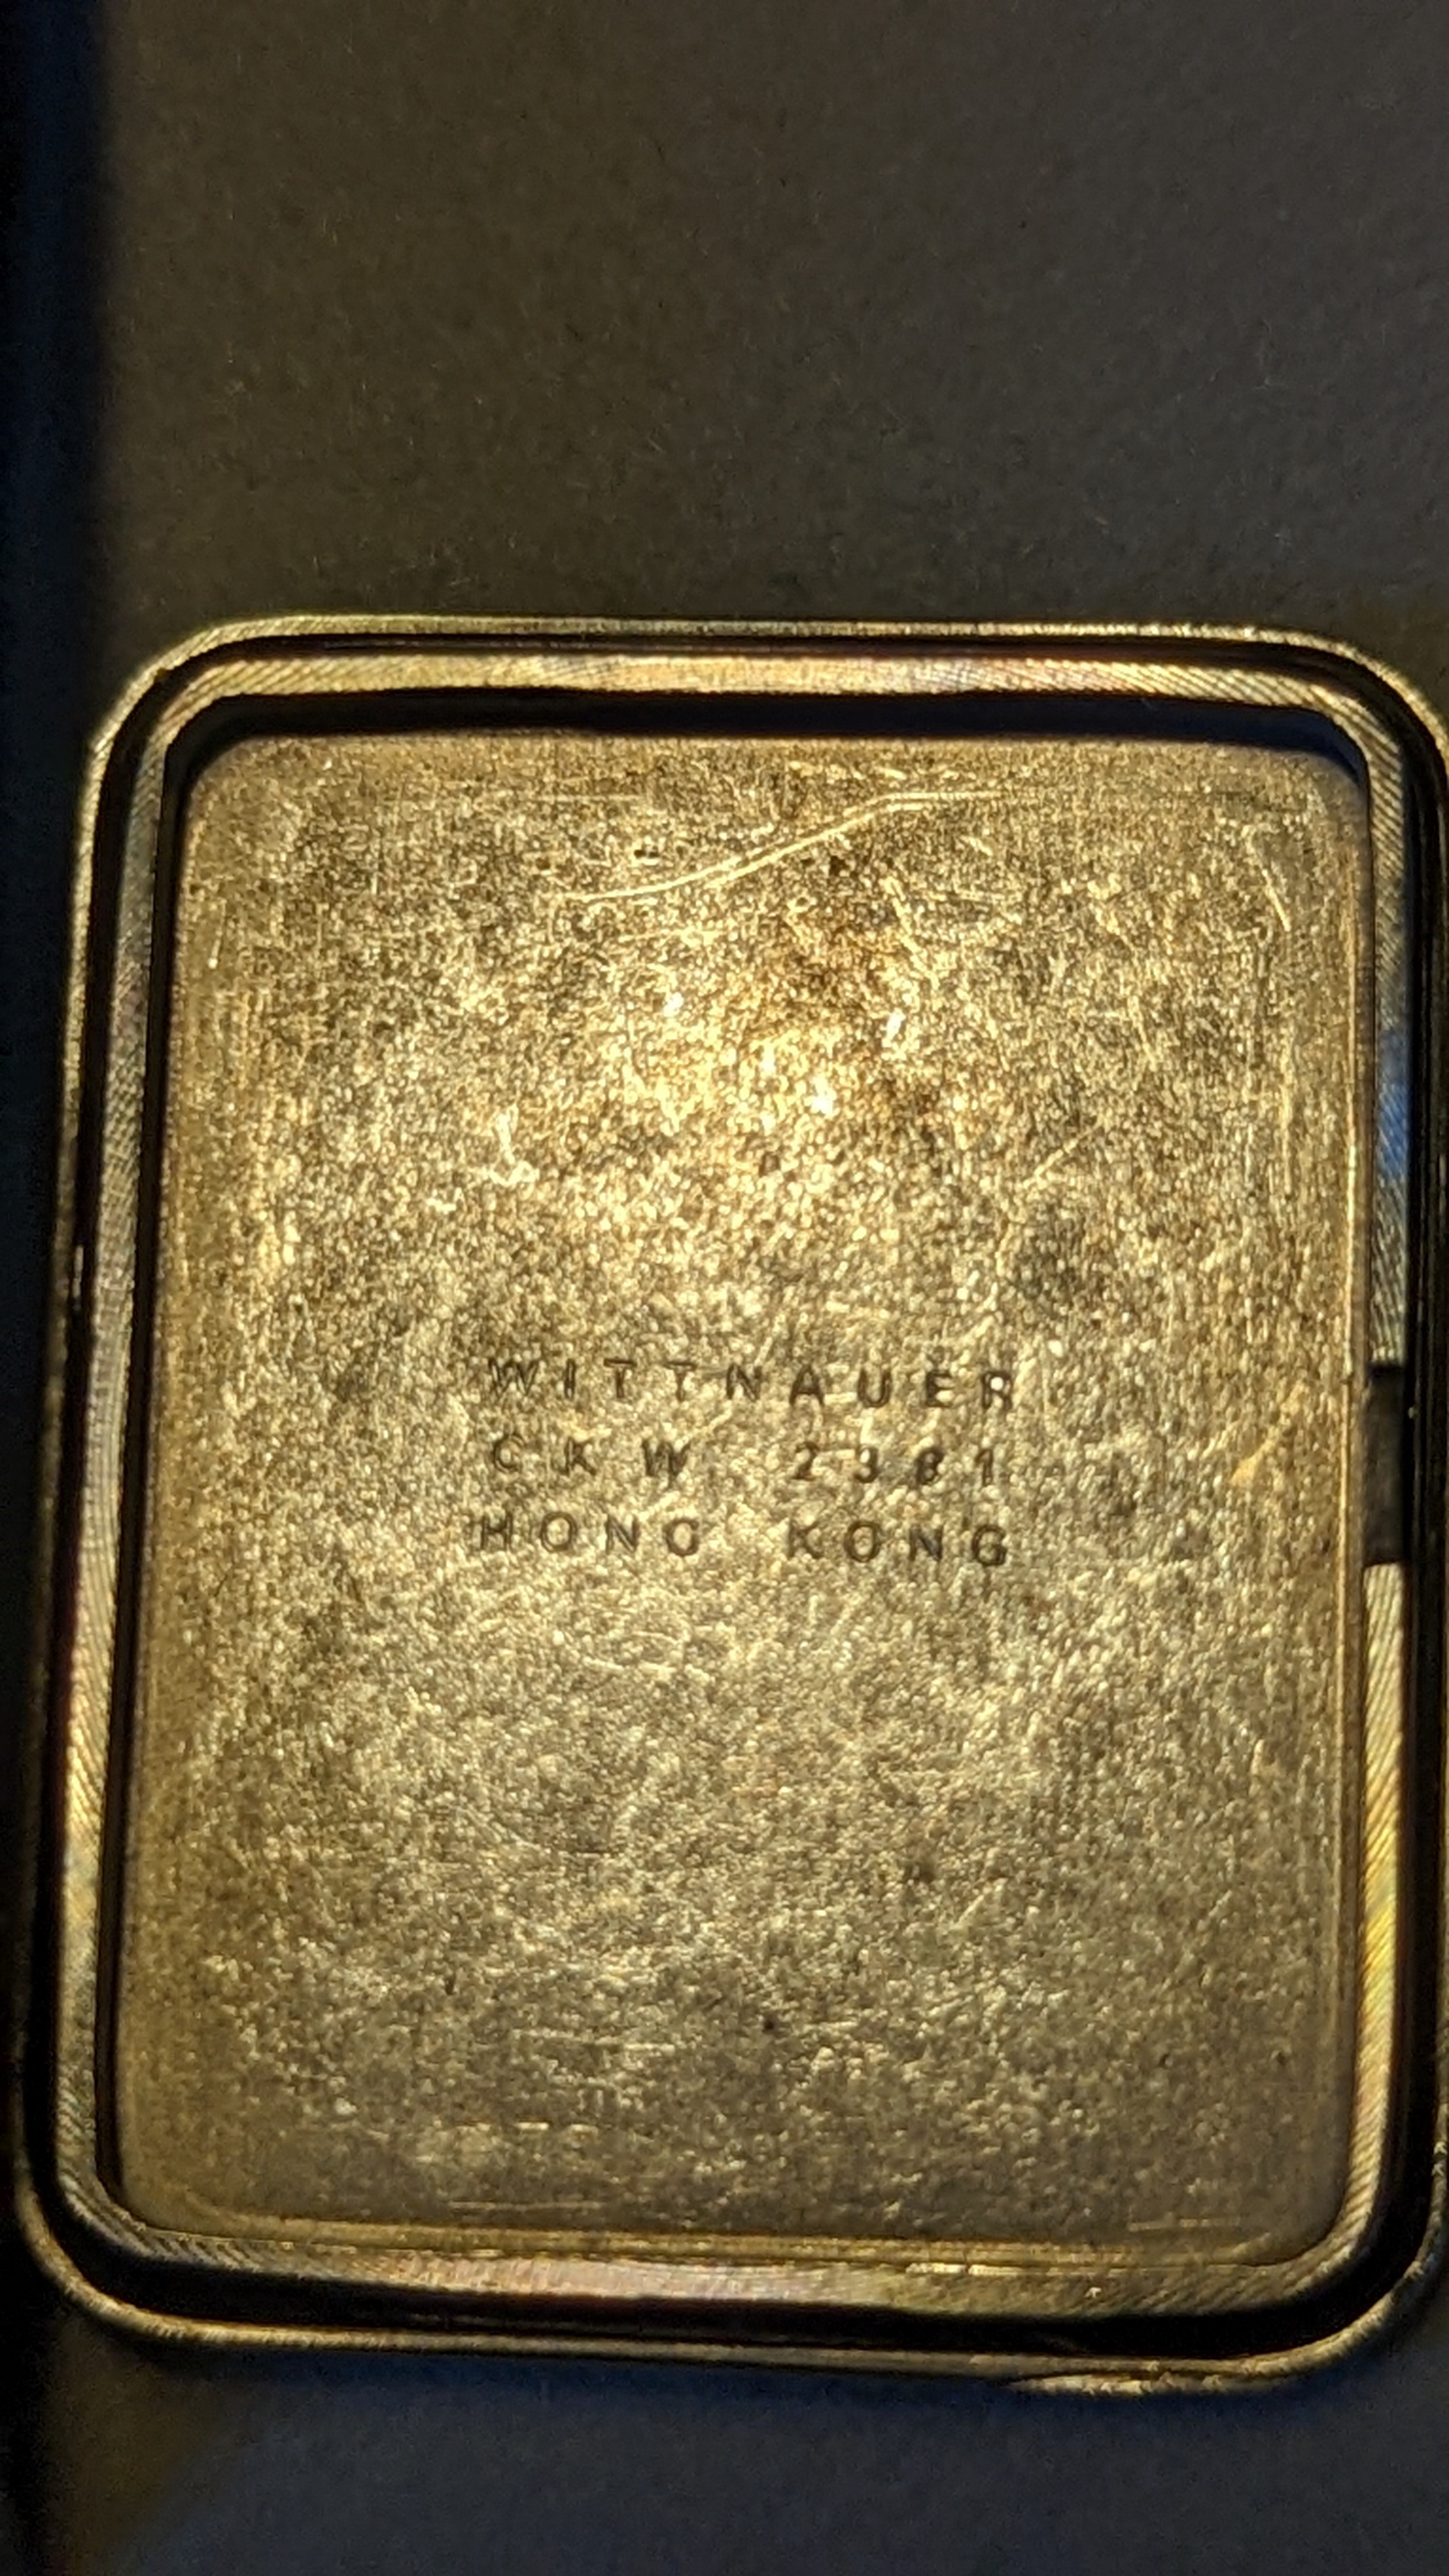 WITTNAUER
CKW 2381
HONG KONG